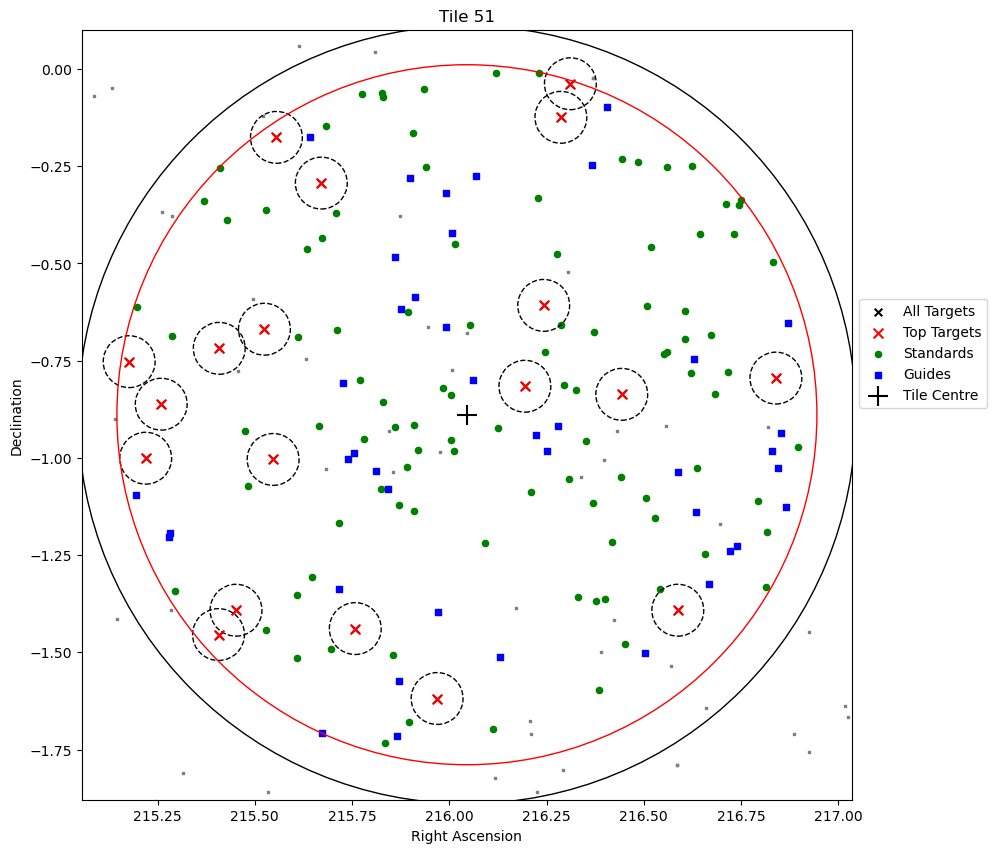 Tile 51
0.00
−0.25
−0.50
−0.75
−1.00
−1.25
−1.50
−1.75
Declination
215.25 215.50 215.75 216.00 216.25 216.50 216.75 217.00
Right Ascension
All Targets
Top Targets
Standards
Guides
Tile Centre